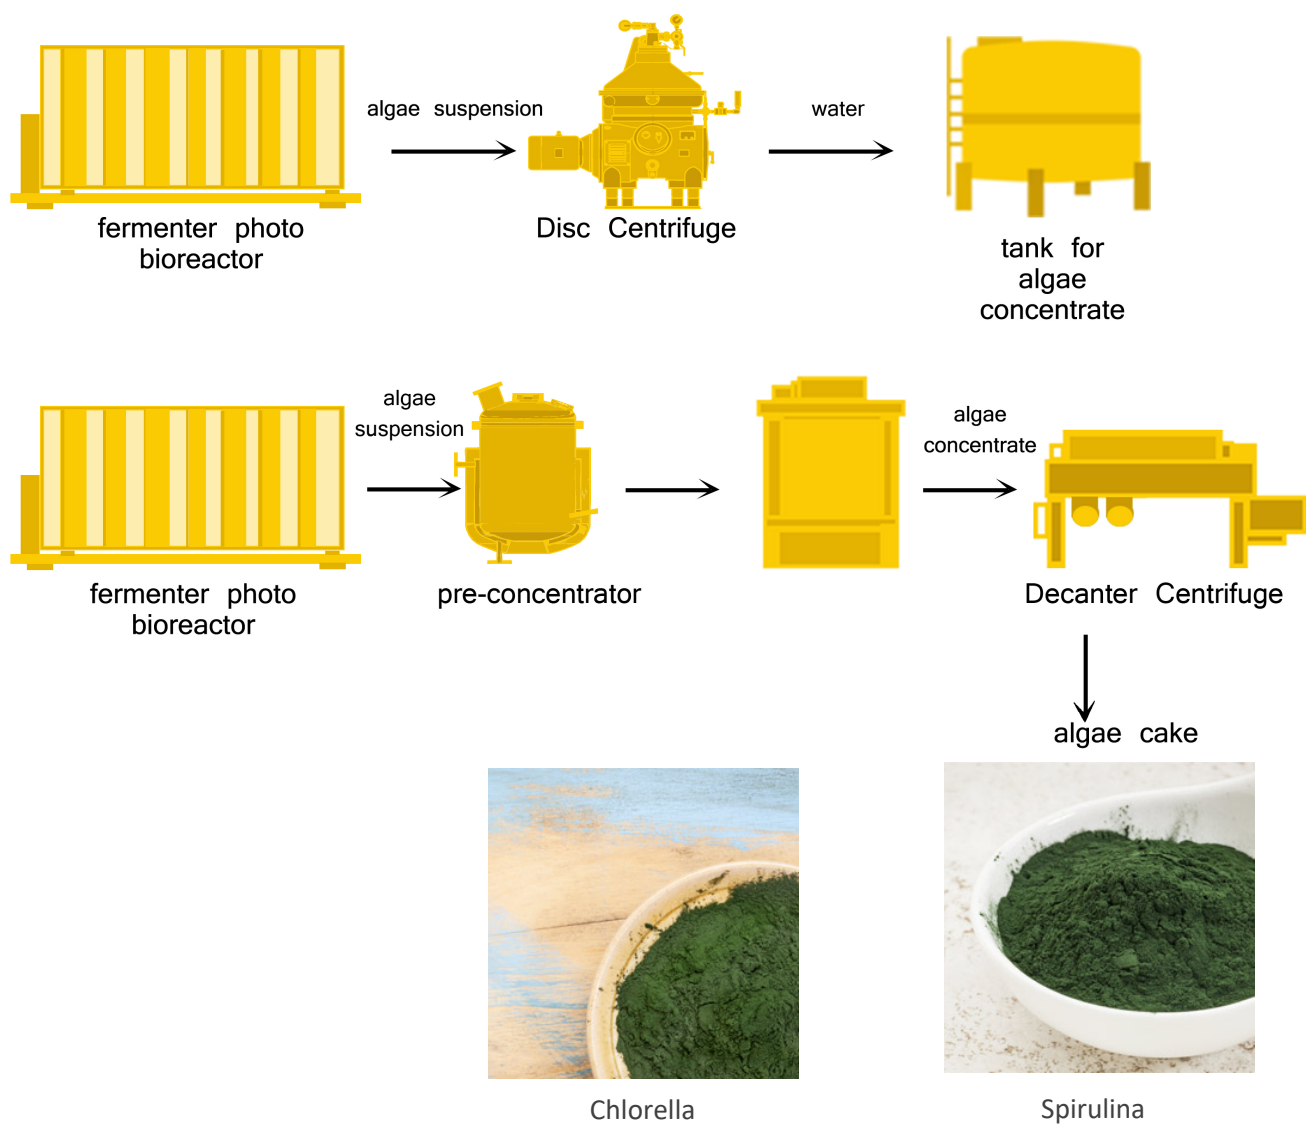 algae suspension
water
fermenter photo
bioreactor
Disc Centrifuge
tank for
algae
concentrate
algae
suspension
algae
concentrate
fermenter photo
bioreactor
pre-concentrator
Decanter Centrifuge
algae cake
Chlorella
Spirulina